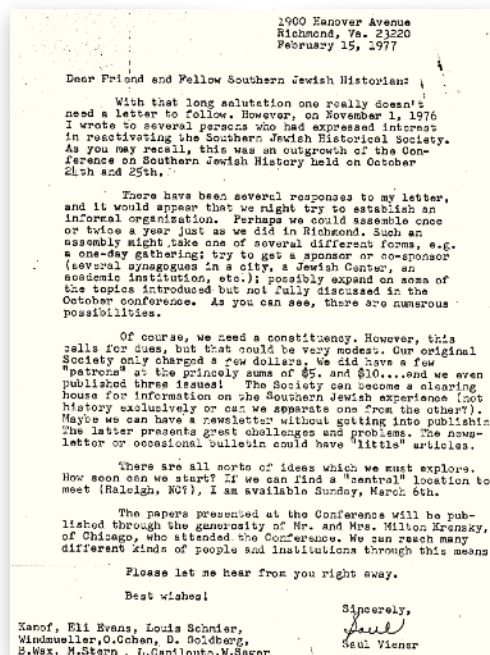 1900 Hanover Avenue
Richmond, Va. 23220
February 15, 1977
Dear Friend and Fellow Southern Jewish Historian:
With that long salutation one really doesn't
need a letter to follow. However, on November 1, 1976
I wrote to several persons who had expressed interest
in reactivating the Southern Jewish Historical Society.
As you may recall, this was an outgrowth of the Con-
ference on Southern Jewish History held on October
24th and 25th.
There have been several responses to my letter,
and it would appear that we might try to establish an
informal organization. Perhaps we could assemble once
or twice a year just as we did in Richmond. Such an
assembly might take one of several different forms, e.g.
a one-day gathering; try to get a sponsor or co-sponsor
(several synagogues in a city, a Jewish Center, an
academic institution, etc.); possibly expand on some of
the topics introduced but not fully discussed in the
October conference. As you can see, there are numerous
possibilities.
Of course, we need a constituency. However, this
calls for dues, but that could be very modest. Our original
Society only charged a few dollars. We did have a few
"patrons" at the princely sums of $5. and $10....and we even
published three issues! The Society can become a clearing
house for information on the Southern Jewish experience (not
history exclusively or can we separate one from the other?).
Maybe we can have a newsletter without getting into publishin
The latter presents great challenges and problems. The news-
letter or occasional bulletin could have "little" articles.
There are all sorts of ideas which we must explore.
How soon can we start? If we can find a "central" location to
meet (Raleigh, NC?), I am available Sunday, March 6th.
The papers presented at the Conference will be pub-
lished through the generosity of Mr. and Mrs. Milton Krensky,
of Chicago, who attended the Conference. We can reach many
different kinds of people and institutions through this means
Please let me hear from you right away.
Best wishes!
Sincerely,
Saul
Saul Viener
Kanof, Eli Evans, Louis Schmier,
Windmueller, O.Cohen, D. Goldberg,
B.Wax, M.Stern, L.Capilouto, W.Sager